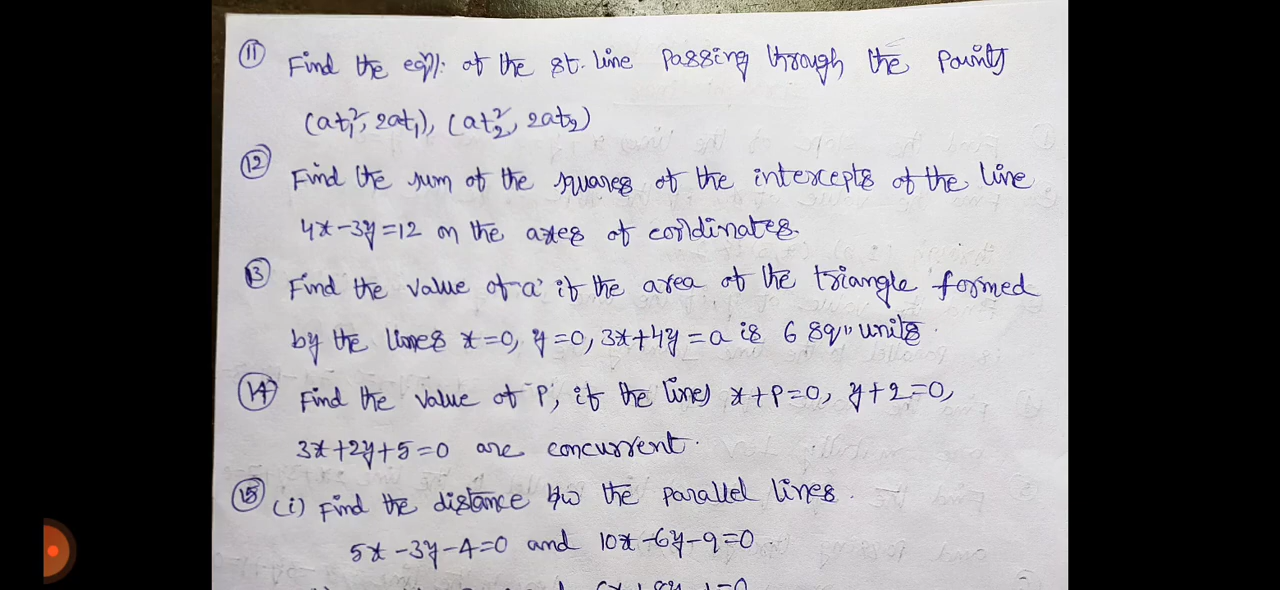 ⑪ Find the eqn. of the st. line passing through the points
(at₁², 2at₁), (at₂², 2at₂)
⑫ Find the sum of the squares of the intercepts of the line
4x-3y=12 on the axes of coordinates.
⑬ Find the value of 'a' if the area of the triangle formed
by the lines x=0, y=0, 3x+4y=a is 6 sq. units.
⑭ Find the value of 'P', if the lines x+P=0, y+2=0,
3x+2y+5=0 are concurrent.
⑮ (i) Find the distance b/w the parallel lines.
5x-3y-4=0 and 10x-6y-9=0.